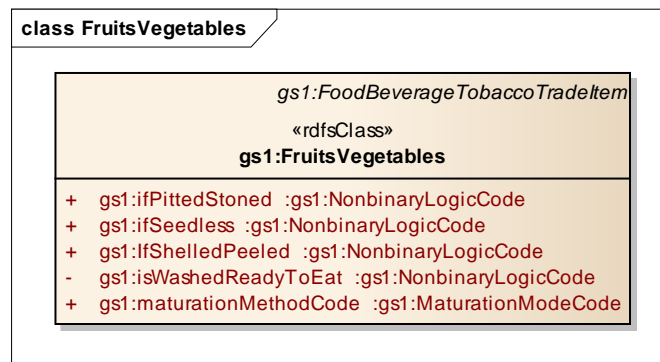 class FruitsVegetables
gs1:FoodBeverageTobaccoTradeItem
«rdfsClass»
gs1:FruitsVegetables
+ gs1:ifPittedStoned :gs1:NonbinaryLogicCode
+ gs1:ifSeedless :gs1:NonbinaryLogicCode
+ gs1:IfShelledPeeled :gs1:NonbinaryLogicCode
- gs1:isWashedReadyToEat :gs1:NonbinaryLogicCode
+ gs1:maturationMethodCode :gs1:MaturationModeCode